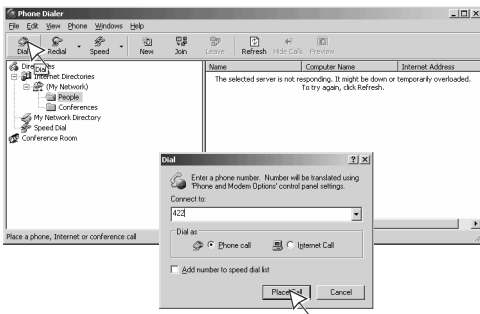 Phone Dialer
File Edit View Phone Windows Help
Dial Redial Speed New Join Leave Refresh Hide Calls Preview
Dial
Directories
Internet Directories
(My Network)
People
Conferences
My Network Directory
Speed Dial
Conference Room
Name Computer Name Internet Address
The selected server is not responding. It might be down or temporarily overloaded.
To try again, click Refresh.
Dial
Enter a phone number. Number will be translated using
'Phone and Modem Options' control
panel settings.
Connect to:
422
Dial as
Phone call Internet Call
Add number to speed dial list
Place Call Cancel
Place a phone, Internet or conference call